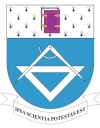 IPSA SCIENTIA POTESTAS EST